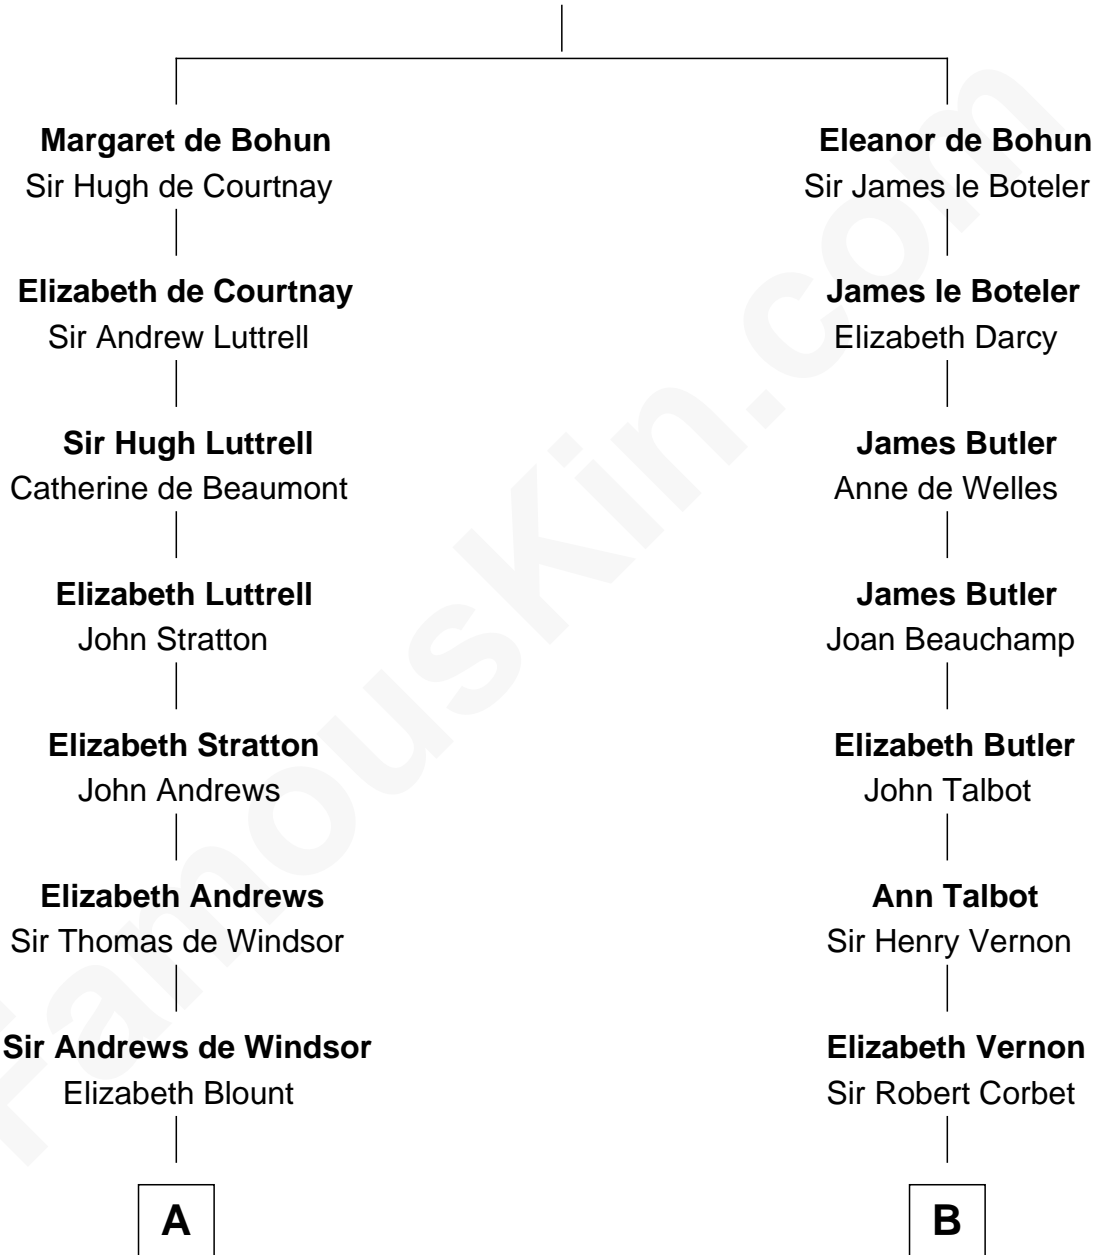 Margaret de Bohun
Sir Hugh de Courtnay
Elizabeth de Courtnay
Sir Andrew Luttrell
Sir Hugh Luttrell
Catherine de Beaumont
Elizabeth Luttrell
John Stratton
Elizabeth Stratton
John Andrews
Elizabeth Andrews
Sir Thomas de Windsor
Sir Andrews de Windsor
Elizabeth Blount
A
Eleanor de Bohun
Sir James le Boteler
James le Boteler
Elizabeth Darcy
James Butler
Anne de Welles
James Butler
Joan Beauchamp
Elizabeth Butler
John Talbot
Ann Talbot
Sir Henry Vernon
Elizabeth Vernon
Sir Robert Corbet
B
FamousKin.com